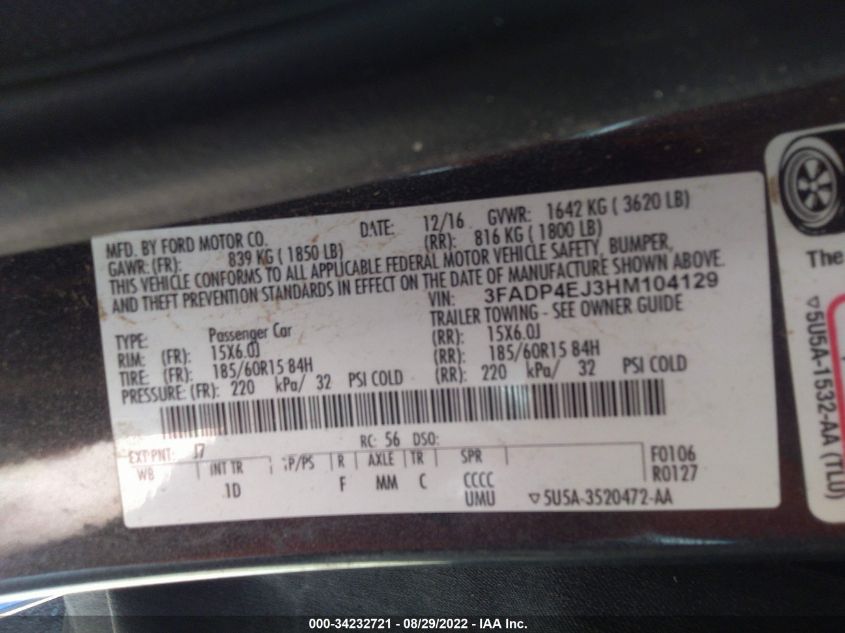 MFD. BY FORD MOTOR CO. DATE: 12/16 GVWR: 1642 KG ( 3620 LB)
GAWR: (FR): 839 KG ( 1850 LB) (RR): 816 KG ( 1800 LB)
THIS VEHICLE CONFORMS TO ALL APPLICABLE FEDERAL MOTOR VEHICLE SAFETY, BUMPER,
AND THEFT PREVENTION STANDARDS IN EFFECT ON THE DATE OF MANUFACTURE SHOWN ABOVE.
VIN: 3FADP4EJ3HM104129
TRAILER TOWING - SEE OWNER GUIDE
TYPE: Passenger Car
RIM: (FR): 15X6.0J (RR): 15X6.0J
TIRE: (FR): 185/60R15 84H (RR): 185/60R15 84H
PRESSURE: (FR): 220 kPa/ 32 PSI COLD (RR): 220 kPa/ 32 PSI COLD
EXT PNT: J7 RC: 56 DSO:
WB INT TR TP/PS R AXLE TR SPR F0106
1D F MM C CCCC R0127
UMU ▽5U5A-3520472-AA
The
▽5U5A-1532-AA (TLU)
000-34232721 - 08/29/2022 - IAA Inc.